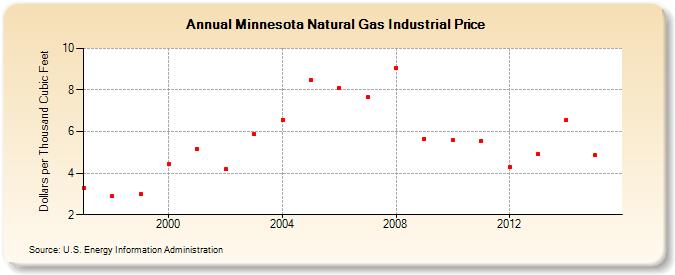 Annual Minnesota Natural Gas Industrial Price
Dollars per Thousand Cubic Feet
10
8
6
4
2
2000 2004 2008 2012
Source: U.S. Energy Information Administration